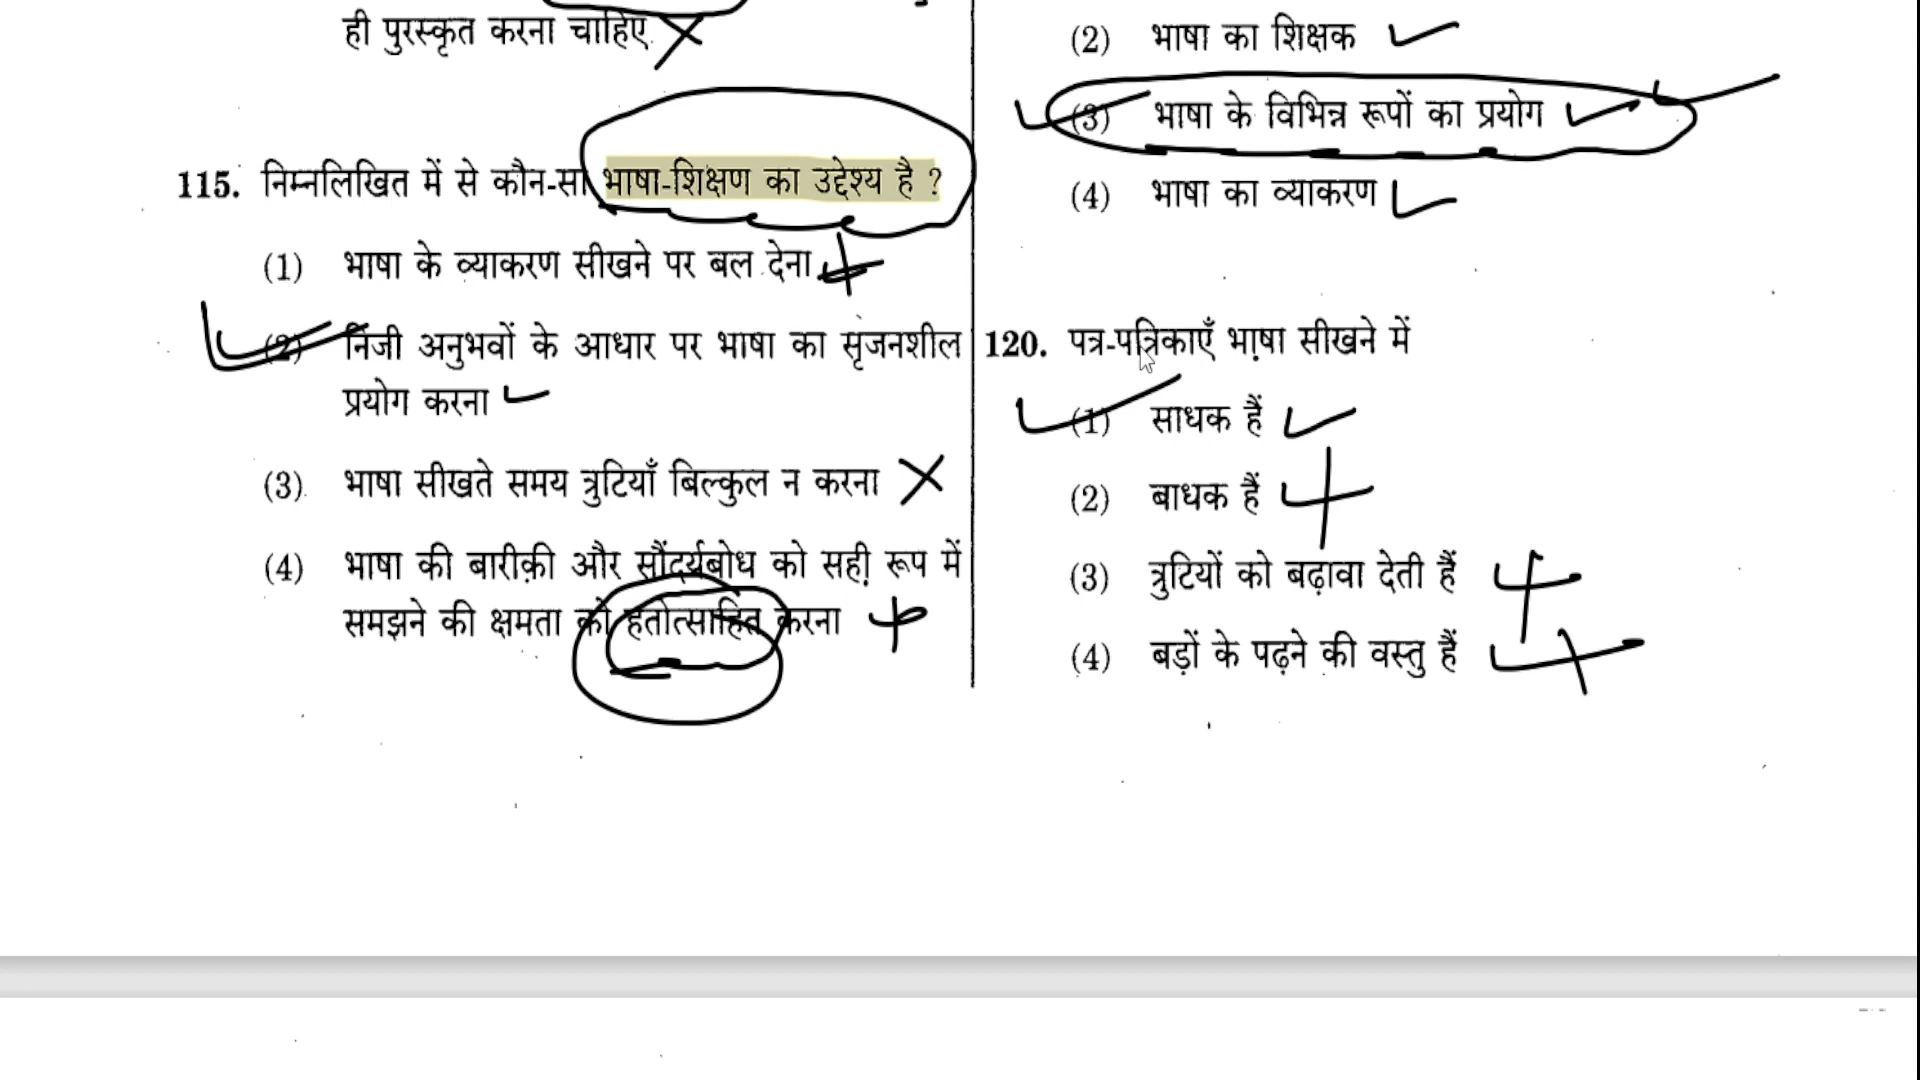 ही पुरस्कृत करना चाहिए
115. निम्नलिखित में से कौन-सा भाषा-शिक्षण का उद्देश्य है ?
(1) भाषा के व्याकरण सीखने पर बल देना
(2) निजी अनुभवों के आधार पर भाषा का सृजनशील
प्रयोग करना
(3) भाषा सीखते समय त्रुटियाँ बिल्कुल न करना
(4) भाषा की बारीक़ी और सौंदर्यबोध को सही रूप में
समझने की क्षमता को हतोत्साहित करना
(2) भाषा का शिक्षक
(3) भाषा के विभिन्न रूपों का प्रयोग
(4) भाषा का व्याकरण
120. पत्र-पत्रिकाएँ भाषा सीखने में
(1) साधक हैं
(2) बाधक हैं
(3) त्रुटियों को बढ़ावा देती हैं
(4) बड़ों के पढ़ने की वस्तु हैं